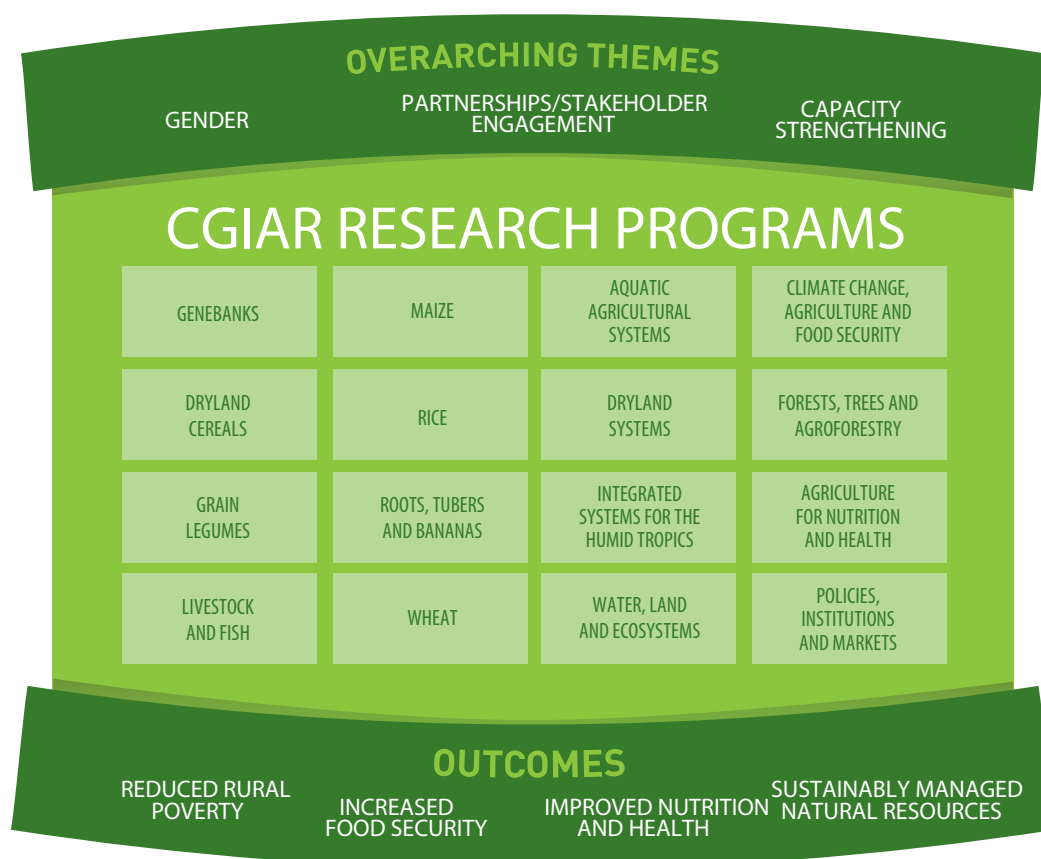 OVERARCHING THEMES
GENDER
PARTNERSHIPS/STAKEHOLDER
ENGAGEMENT
CAPACITY
STRENGTHENING
CGIAR RESEARCH PROGRAMS
GENEBANKS
MAIZE
AQUATIC
AGRICULTURAL
SYSTEMS
CLIMATE CHANGE,
AGRICULTURE AND
FOOD SECURITY
DRYLAND
CEREALS
RICE
DRYLAND
SYSTEMS
FORESTS, TREES AND
AGROFORESTRY
GRAIN
LEGUMES
ROOTS, TUBERS
AND BANANAS
INTEGRATED
SYSTEMS FOR THE
HUMID TROPICS
AGRICULTURE
FOR NUTRITION
AND HEALTH
LIVESTOCK
AND FISH
WHEAT
WATER, LAND
AND ECOSYSTEMS
POLICIES,
INSTITUTIONS
AND MARKETS
OUTCOMES
REDUCED RURAL
POVERTY
INCREASED
FOOD SECURITY
IMPROVED NUTRITION
AND HEALTH
SUSTAINABLY MANAGED
NATURAL RESOURCES